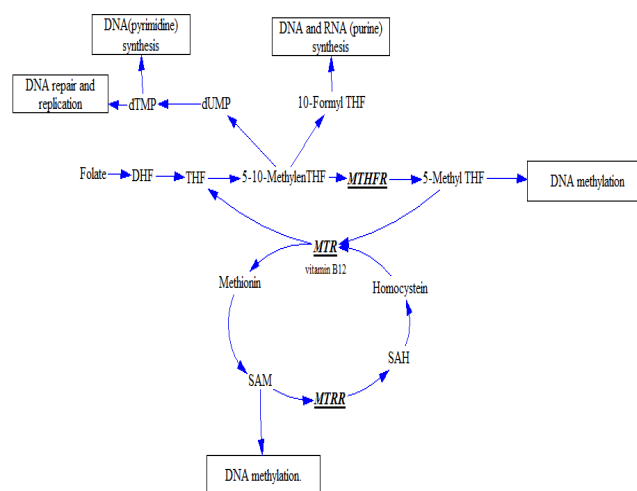 DNA(pyrimidine)
synthesis
DNA and RNA (purine)
synthesis
DNA repair and
replication
dTMP
dUMP
10-Formyl THF
Folate
DHF
THF
5-10-MethylenTHF
MTHFR
5-Methyl THF
DNA methylation
MTR
vitamin B12
Methionin
Homocystein
SAH
SAM
MTRR
DNA methylation.